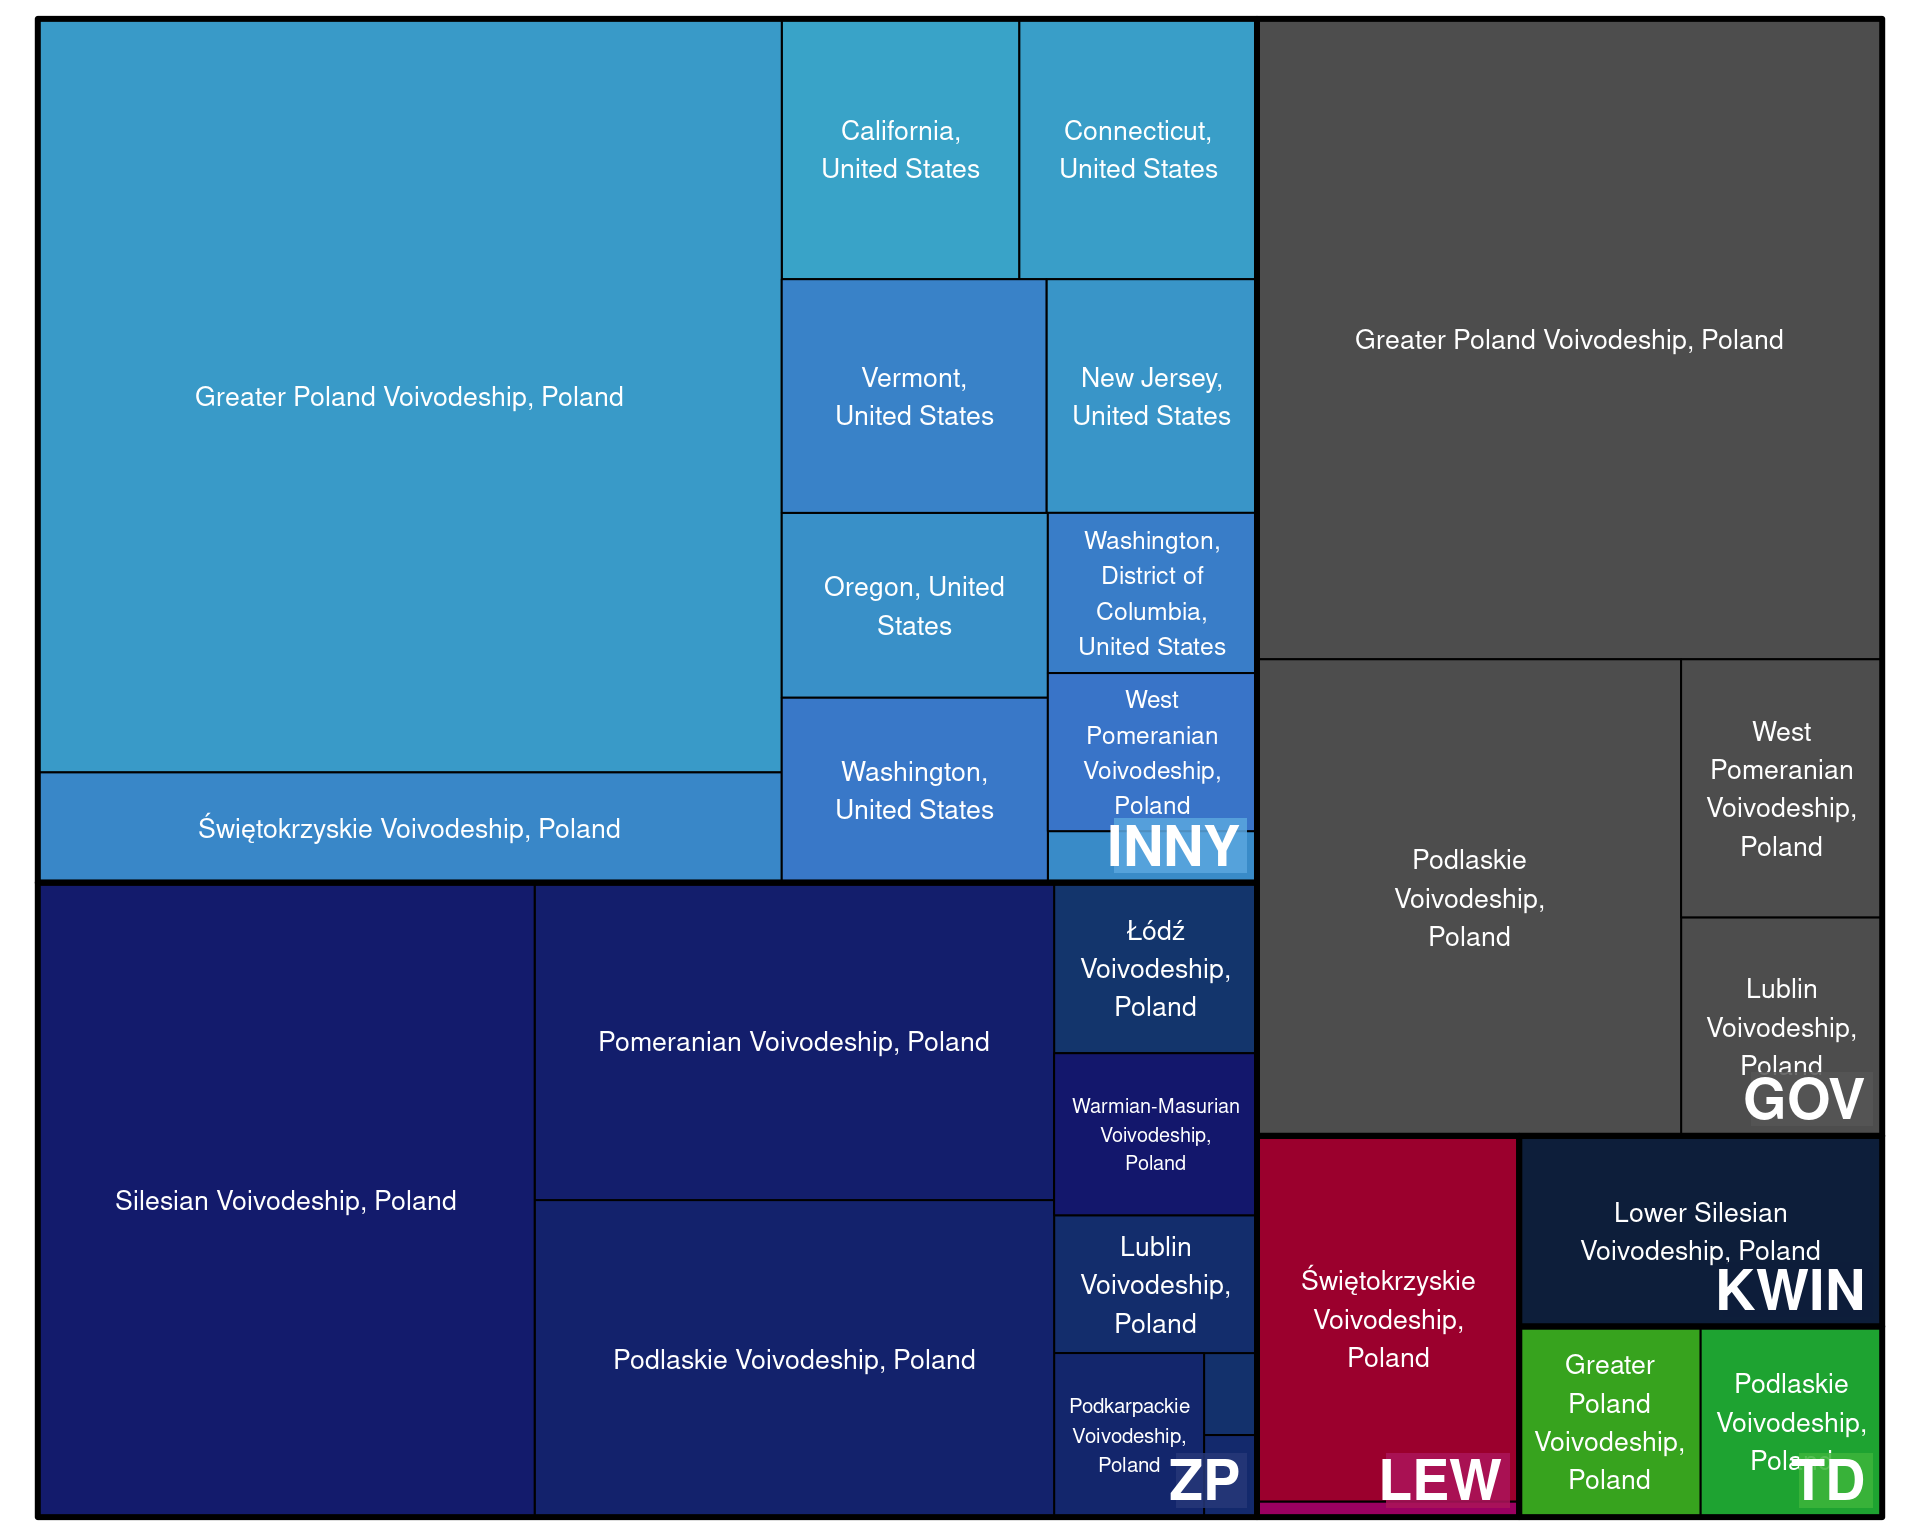 Greater Poland Voivodeship, Poland
Świętokrzyskie Voivodeship, Poland
California,
United States
Connecticut,
United States
Vermont,
United States
New Jersey,
United States
Oregon, United
States
Washington,
District of
Columbia,
United States
Washington,
United States
West
Pomeranian
Voivodeship,
Poland
INNY
Greater Poland Voivodeship, Poland
Podlaskie
Voivodeship,
Poland
West
Pomeranian
Voivodeship,
Poland
Lublin
Voivodeship,
Poland
GOV
Silesian Voivodeship, Poland
Pomeranian Voivodeship, Poland
Podlaskie Voivodeship, Poland
Łódź
Voivodeship,
Poland
Warmian-Masurian
Voivodeship,
Poland
Lublin
Voivodeship,
Poland
Podkarpackie
Voivodeship,
Poland
ZP
Świętokrzyskie
Voivodeship,
Poland
LEW
Lower Silesian
Voivodeship, Poland
KWIN
Greater
Poland
Voivodeship,
Poland
Podlaskie
Voivodeship,
Poland
TD